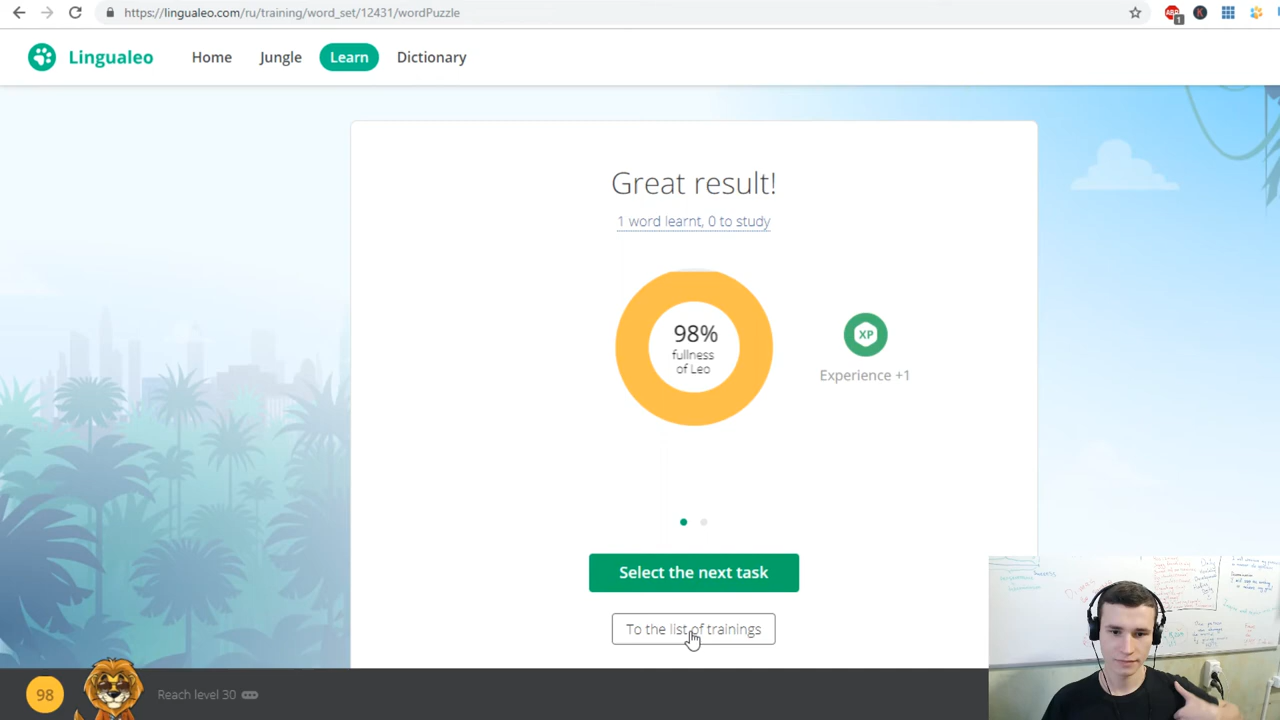 https://lingualeo.com/ru/training/word_set/12431/wordPuzzle
ABP
1
K
Lingualeo
Home
Jungle
Learn
Dictionary
Great result!
1 word learnt, 0 to study
98%
fullness
of Leo
XP
Experience +1
Select the next task
To the list of trainings
98
Reach level 30